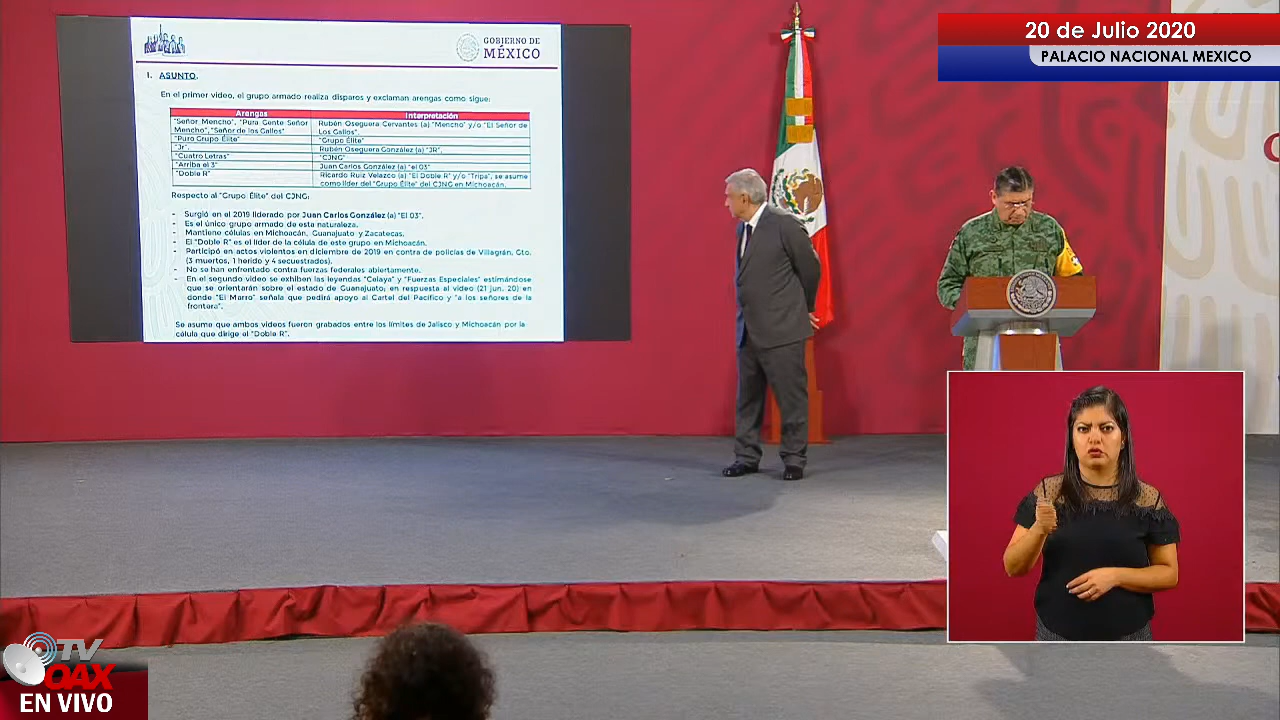 20 de Julio 2020
PALACIO NACIONAL MEXICO
GOBIERNO DE
MÉXICO
I. ASUNTO.
En el primer video, el grupo armado realiza disparos y exclaman arengas como sigue:
Arengas Interpretación
"Señor Mencho", "Pura Gente Señor Mencho", "Señor de los Gallos" Rubén Oseguera Cervantes (a) "Mencho" y/o "El Señor de Los Gallos".
"Puro Grupo Élite" "Grupo Élite"
"Jr" Rubén Oseguera González (a) "JR",
"Cuatro Letras" "CJNG"
"Arriba el 3" Juan Carlos González (a) "el 03"
"Doble R" Ricardo Ruiz Velazco (a) "El Doble R" y/o "Tripa", se asume como líder del "Grupo Élite" del CJNG en Michoacán.
Respecto al "Grupo Élite" del CJNG:
- Surgió en el 2019 liderado por Juan Carlos González (a) "El 03".
- Es el único grupo armado de esta naturaleza.
- Mantiene células en Michoacán, Guanajuato y Zacatecas.
- El "Doble R" es el líder de la célula de este grupo en Michoacán.
- Participó en actos violentos en diciembre de 2019 en contra de policías de Villagrán, Gto.
(3 muertos, 1 herido y 4 secuestrados).
- No se han enfrentado contra fuerzas federales abiertamente.
- En el segundo video se exhiben las leyendas "Celaya" y "Fuerzas Especiales" estimándose
que se orientarán sobre el estado de Guanajuato, en respuesta al video (21 jun. 20) en
donde "El Marro" señala que pedirá apoyo al Cartel del Pacífico y "a los señores de la
frontera".
Se asume que ambos videos fueron grabados entre los límites de Jalisco y Michoacán por la
célula que dirige el "Doble R".
TV
OAX
EN VIVO